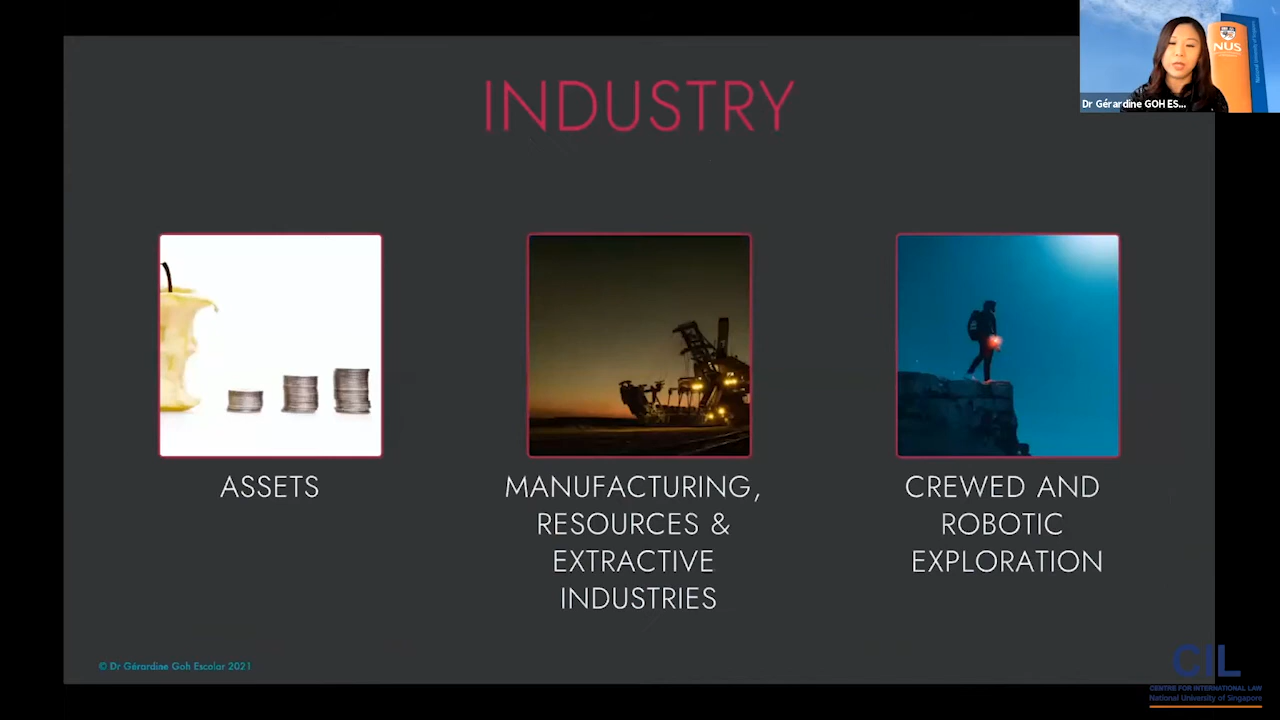 INDUSTRY
NUS
Dr Gérardine GOH ES...
ASSETS
MANUFACTURING,
RESOURCES &
EXTRACTIVE
INDUSTRIES
CREWED AND
ROBOTIC
EXPLORATION
© Dr Gérardine Goh Escolar 2021
CIL
CENTRE FOR INTERNATIONAL LAW
National University of Singapore